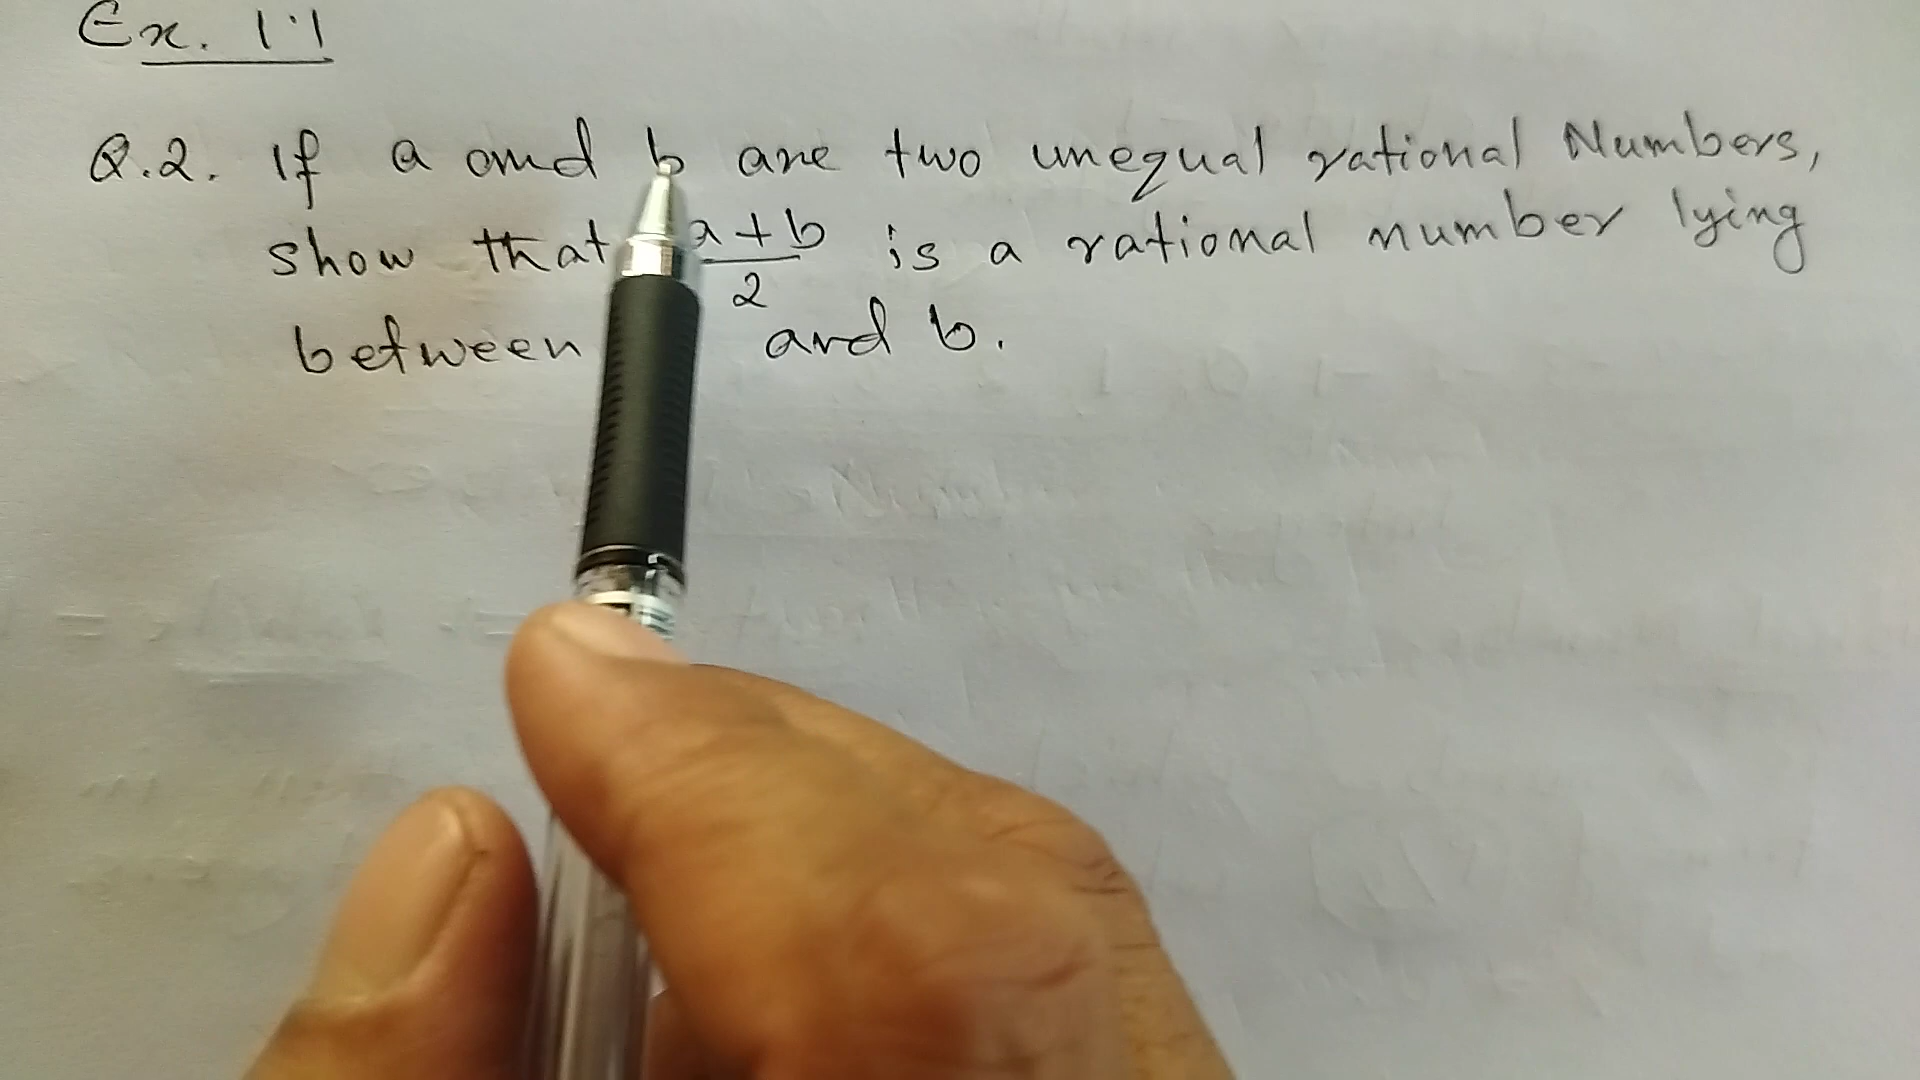 Ex. 1.1
Q.2. If a and b are two unequal rational Numbers,
show that a+b/2 is a rational number lying
between and b.